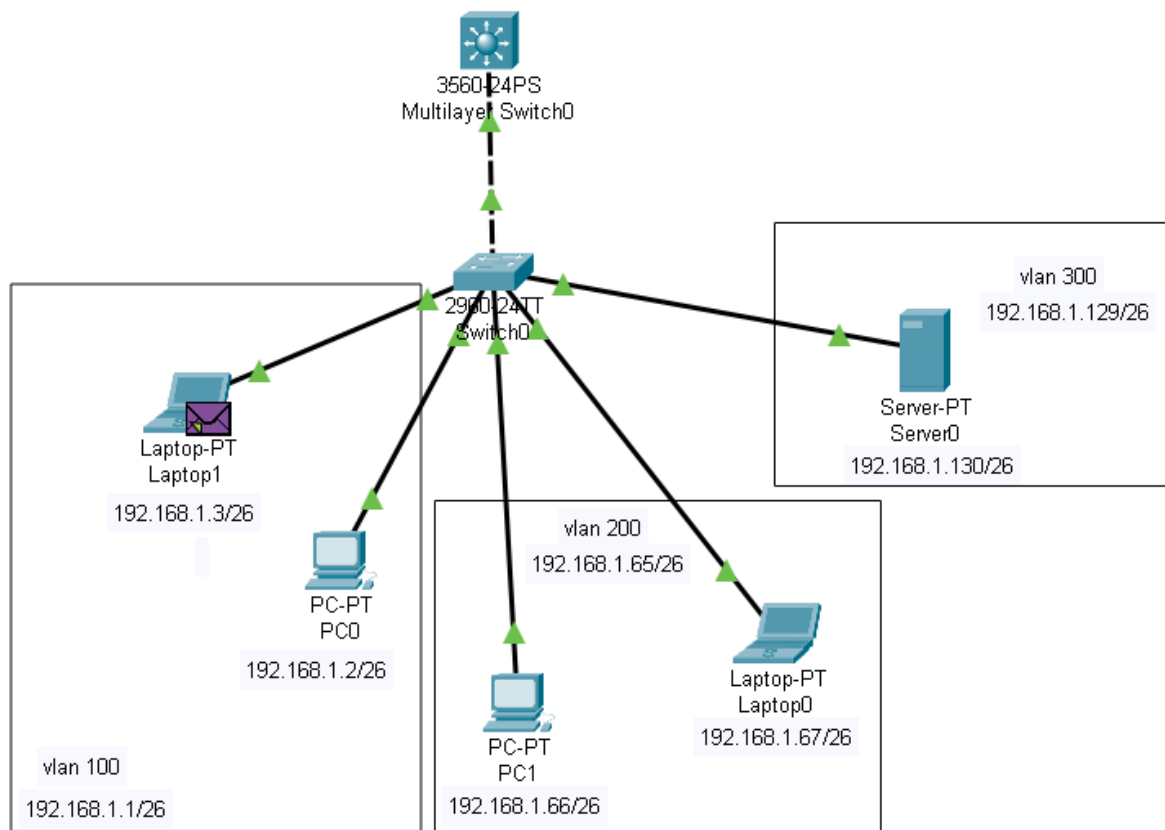 3560-24PS
Multilayer Switch0
2960-24TT
Switch0
vlan 300
192.168.1.129/26
Server-PT
Server0
192.168.1.130/26
Laptop-PT
Laptop1
192.168.1.3/26
PC-PT
PC0
192.168.1.2/26
vlan 100
192.168.1.1/26
vlan 200
192.168.1.65/26
PC-PT
PC1
192.168.1.66/26
Laptop-PT
Laptop0
192.168.1.67/26